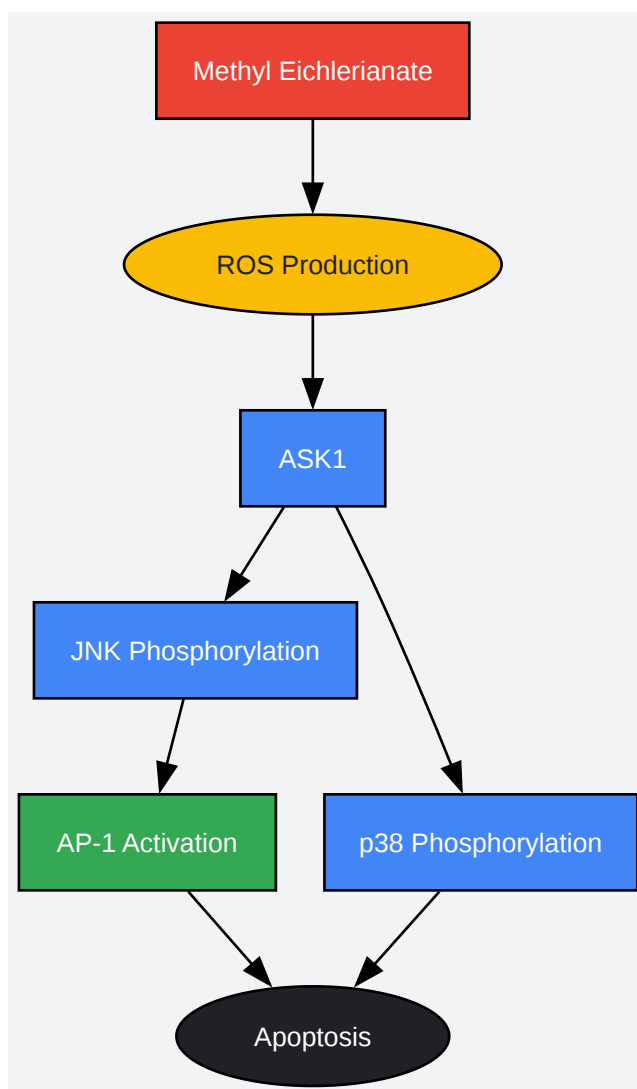 Methyl Eichlerianate
ROS Production
ASK1
JNK Phosphorylation
AP-1 Activation
p38 Phosphorylation
Apoptosis